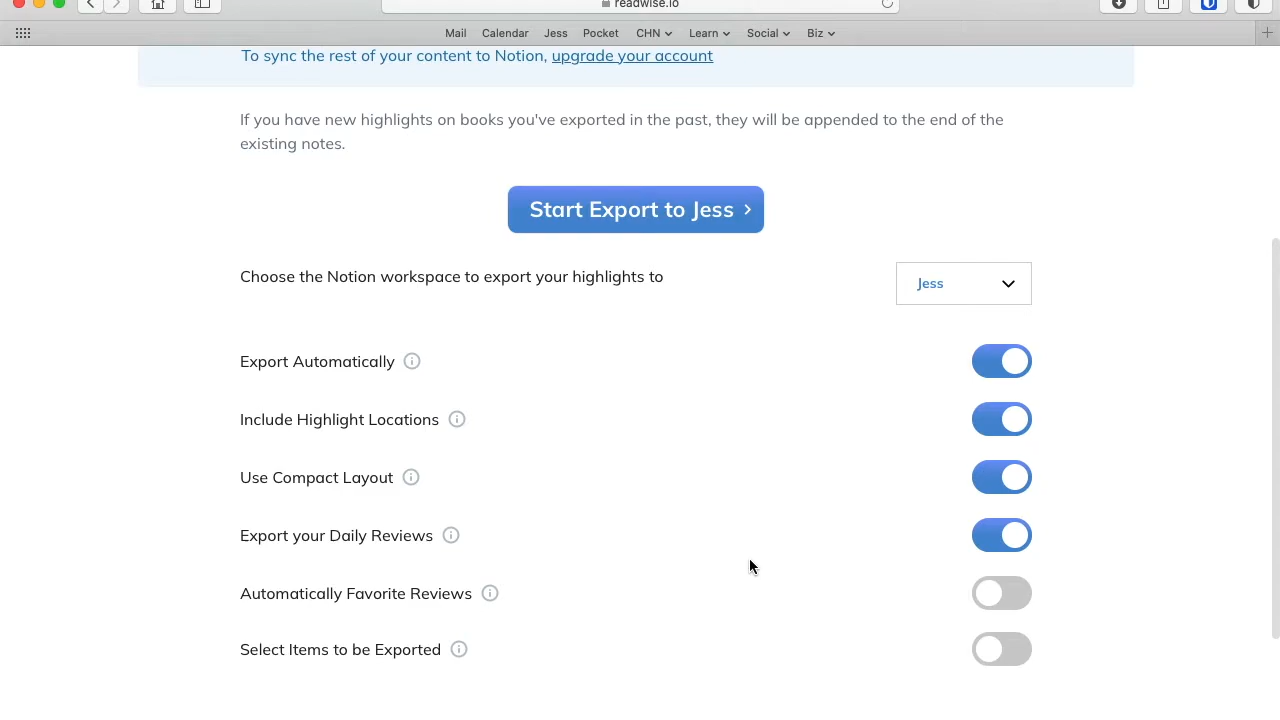 readwise.io
Mail Calendar Jess Pocket CHN Learn Social Biz
To sync the rest of your content to Notion, upgrade your account
If you have new highlights on books you've exported in the past, they will be appended to the end of the
existing notes.
Start Export to Jess
Choose the Notion workspace to export your highlights to
Jess
Export Automatically
Include Highlight Locations
Use Compact Layout
Export your Daily Reviews
Automatically Favorite Reviews
Select Items to be Exported